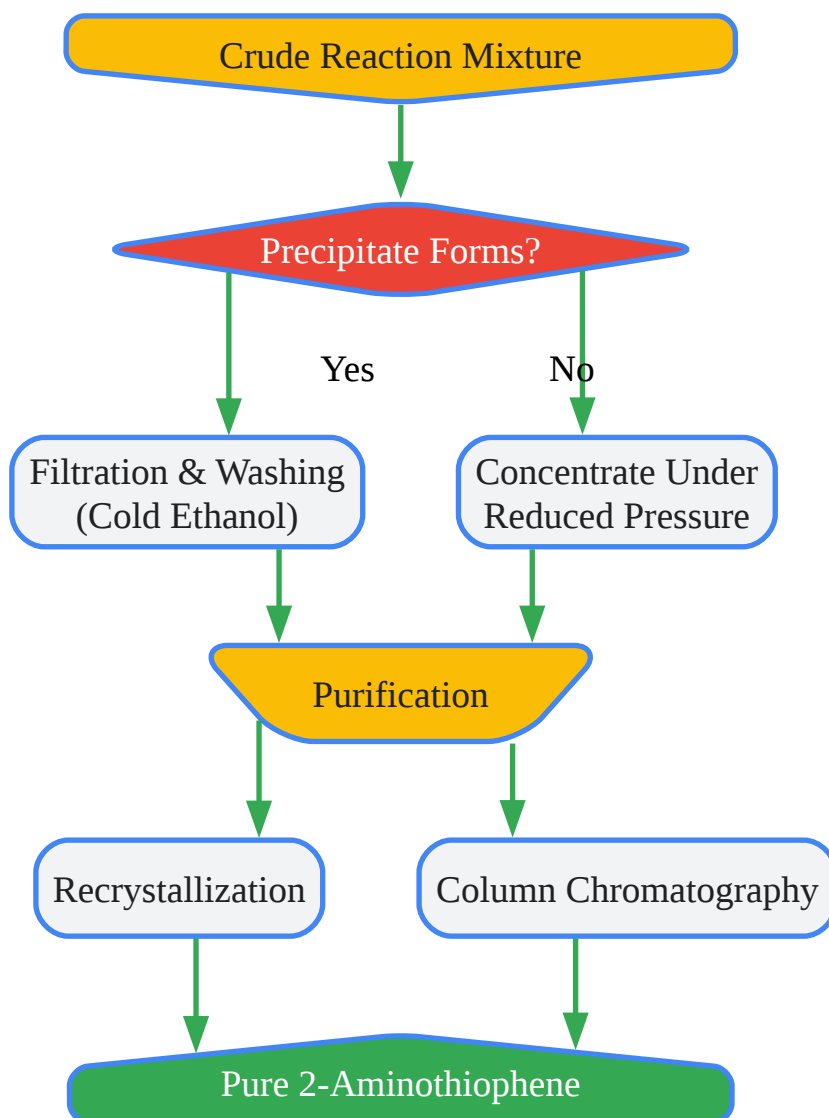 Crude Reaction Mixture
Precipitate Forms?
Yes
No
Filtration & Washing
(Cold Ethanol)
Concentrate Under
Reduced Pressure
Purification
Recrystallization
Column Chromatography
Pure 2-Aminothiophene